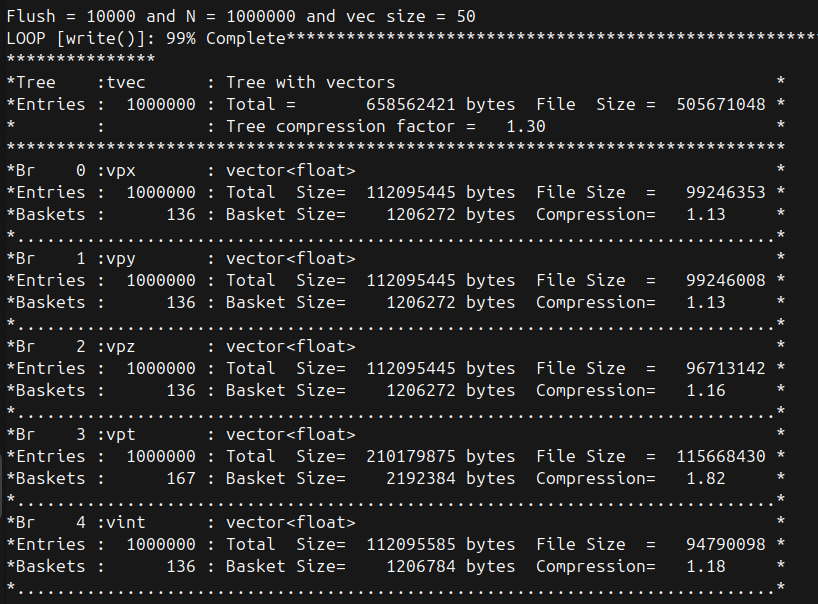 Flush = 10000 and N = 1000000 and vec size = 50
LOOP [write()]: 99% Complete******************************************************
***************
*Tree    :tvec      : Tree with vectors                                      *
*Entries :  1000000 : Total =       658562421 bytes  File  Size =  505671048 *
*        :          : Tree compression factor =   1.30                       *
******************************************************************************
*Br    0 :vpx       : vector<float>                                          *
*Entries :  1000000 : Total  Size=  112095445 bytes  File Size  =   99246353 *
*Baskets :      136 : Basket Size=    1206272 bytes  Compression=   1.13     *
*............................................................................*
*Br    1 :vpy       : vector<float>                                          *
*Entries :  1000000 : Total  Size=  112095445 bytes  File Size  =   99246008 *
*Baskets :      136 : Basket Size=    1206272 bytes  Compression=   1.13     *
*............................................................................*
*Br    2 :vpz       : vector<float>                                          *
*Entries :  1000000 : Total  Size=  112095445 bytes  File Size  =   96713142 *
*Baskets :      136 : Basket Size=    1206272 bytes  Compression=   1.16     *
*............................................................................*
*Br    3 :vpt       : vector<float>                                          *
*Entries :  1000000 : Total  Size=  210179875 bytes  File Size  =  115668430 *
*Baskets :      167 : Basket Size=    2192384 bytes  Compression=   1.82     *
*............................................................................*
*Br    4 :vint      : vector<float>                                          *
*Entries :  1000000 : Total  Size=  112095585 bytes  File Size  =   94790098 *
*Baskets :      136 : Basket Size=    1206784 bytes  Compression=   1.18     *
*............................................................................*